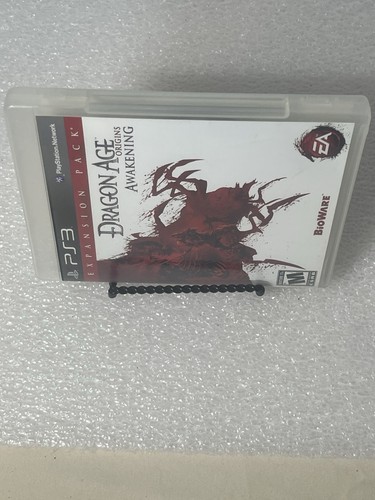 PS3
PlayStation Network
EXPANSION PACK*
DRAGON AGE
ORIGINS
AWAKENING
EA
BIOWARE
M